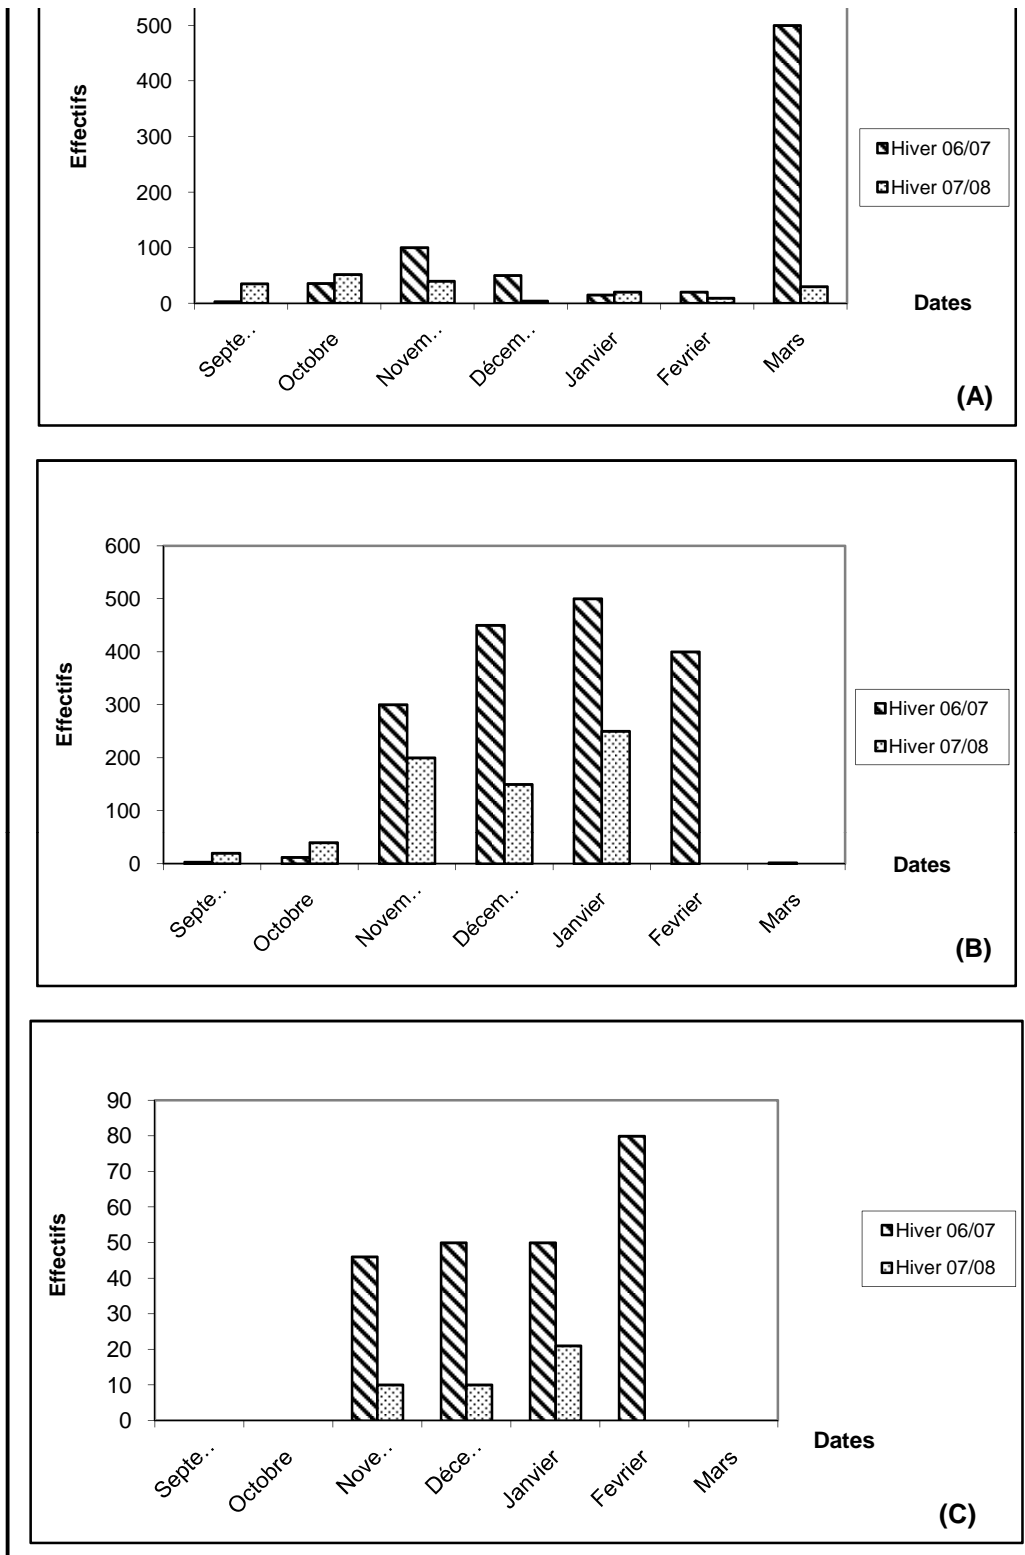 500
400
300
200
100
0
Effectifs
Hiver 06/07
Hiver 07/08
Dates
Septe..
Octobre
Novem..
Décem..
Janvier
Fevrier
Mars
(A)
600
500
400
300
200
100
0
Effectifs
Hiver 06/07
Hiver 07/08
Dates
Septe..
Octobre
Novem..
Décem..
Janvier
Fevrier
Mars
(B)
90
80
70
60
50
40
30
20
10
0
Effectifs
Hiver 06/07
Hiver 07/08
Dates
Septe..
Octobre
Nove..
Déce..
Janvier
Fevrier
Mars
(C)